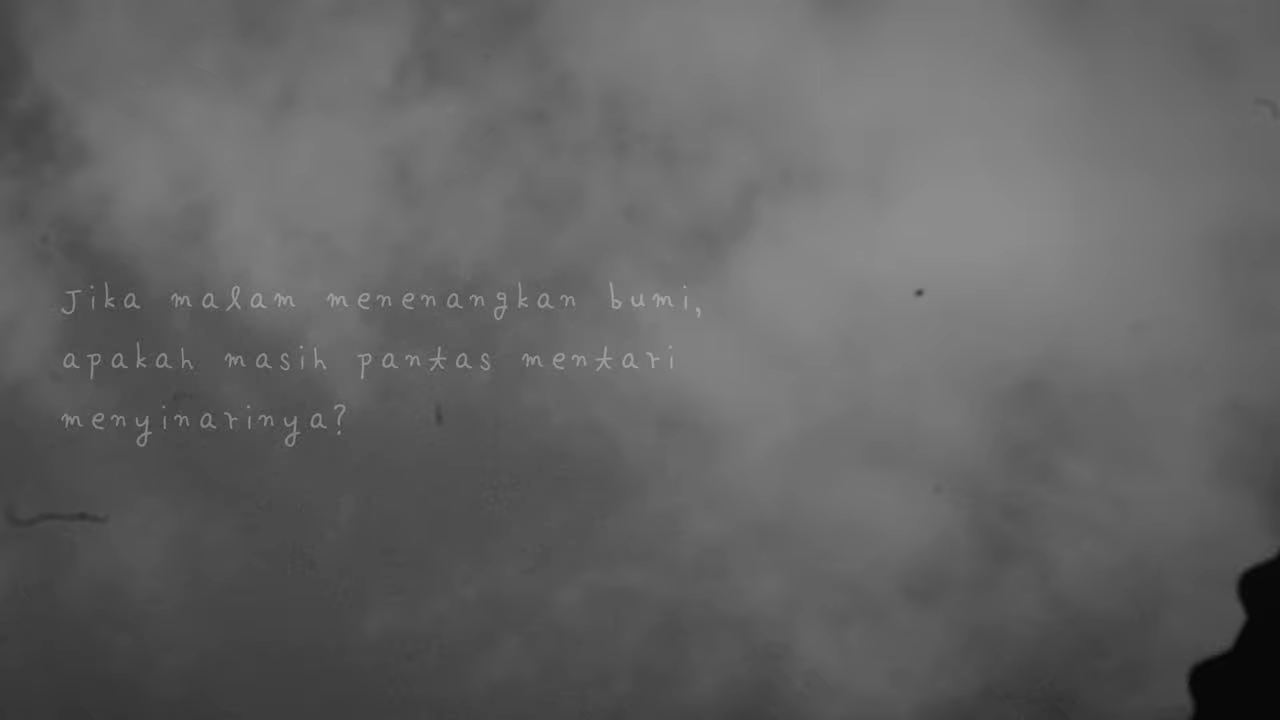 Jika malam menenangkan bumi,
apakah masih pantas mentari
menyinarinya?